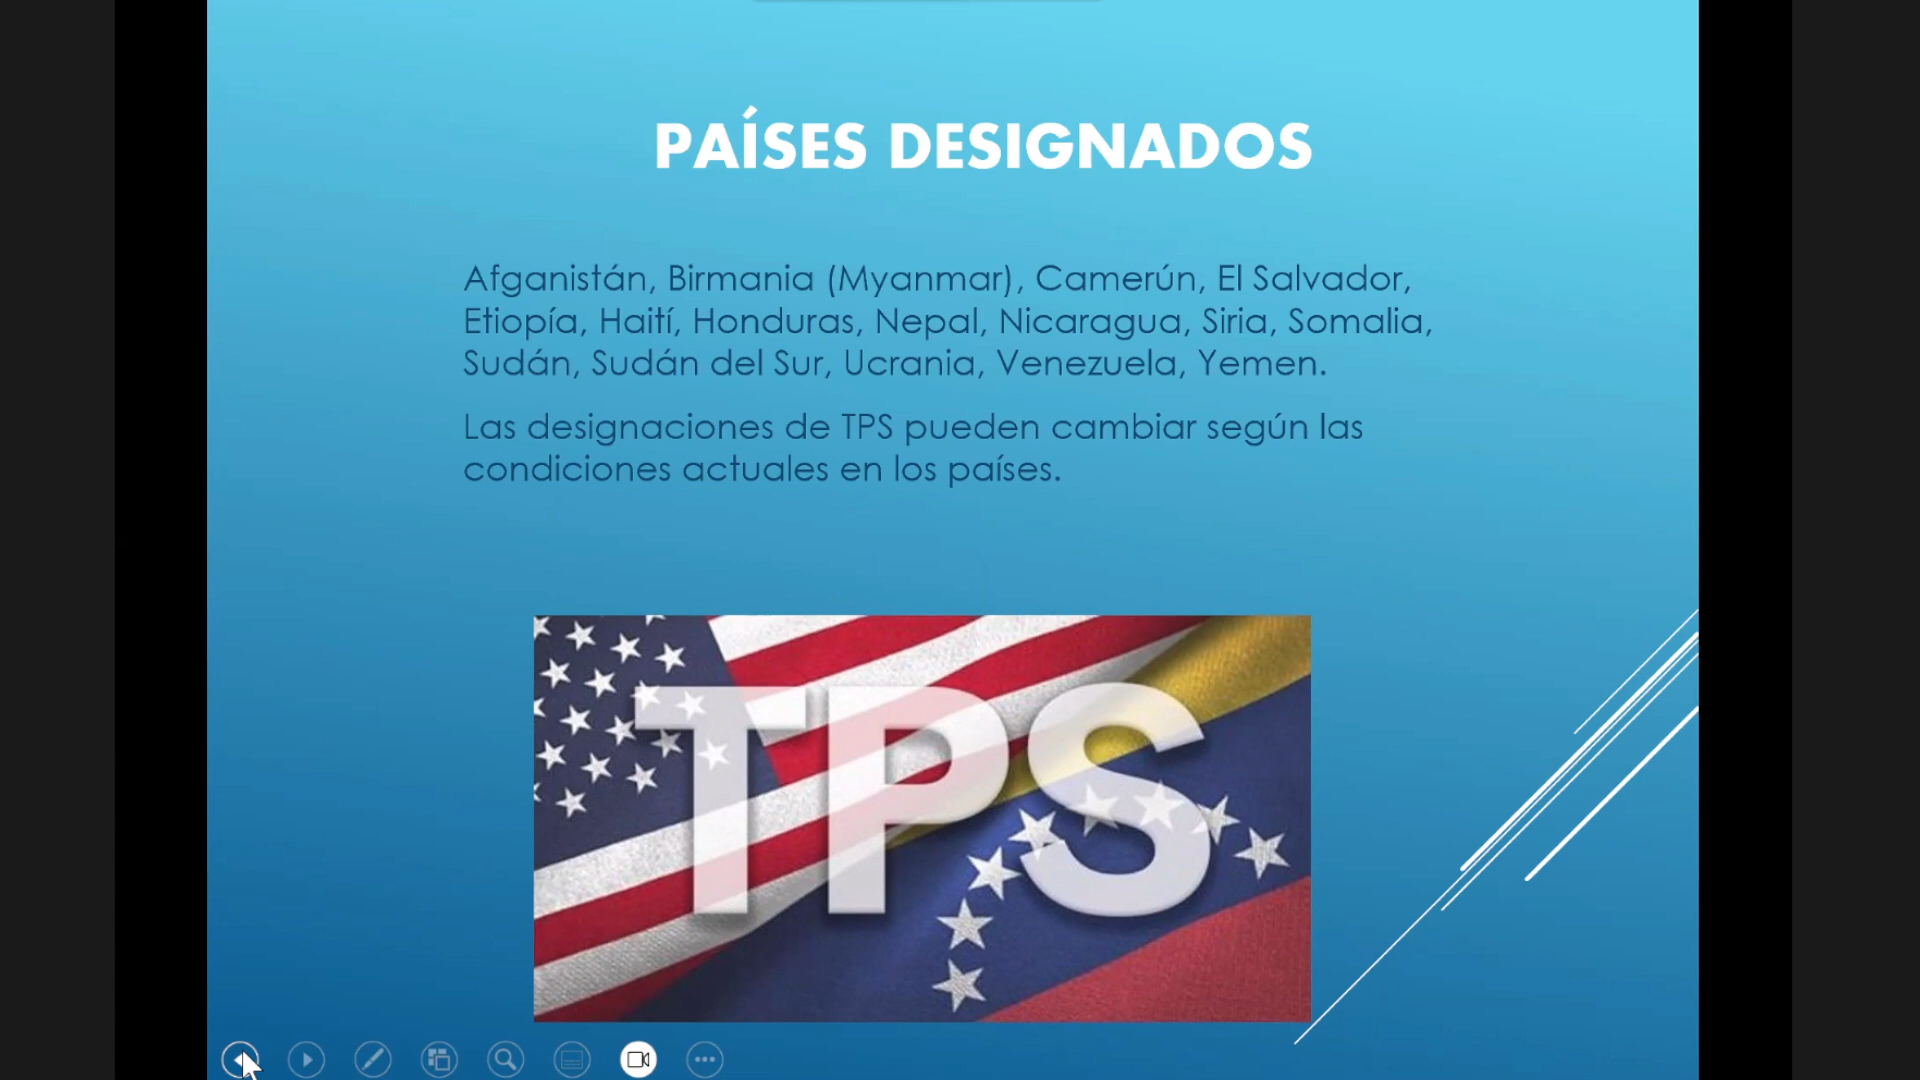 PAÍSES DESIGNADOS
Afganistán, Birmania (Myanmar), Camerún, El Salvador,
Etiopía, Haití, Honduras, Nepal, Nicaragua, Siria, Somalia,
Sudán, Sudán del Sur, Ucrania, Venezuela, Yemen.
Las designaciones de TPS pueden cambiar según las
condiciones actuales en los países.
TPS